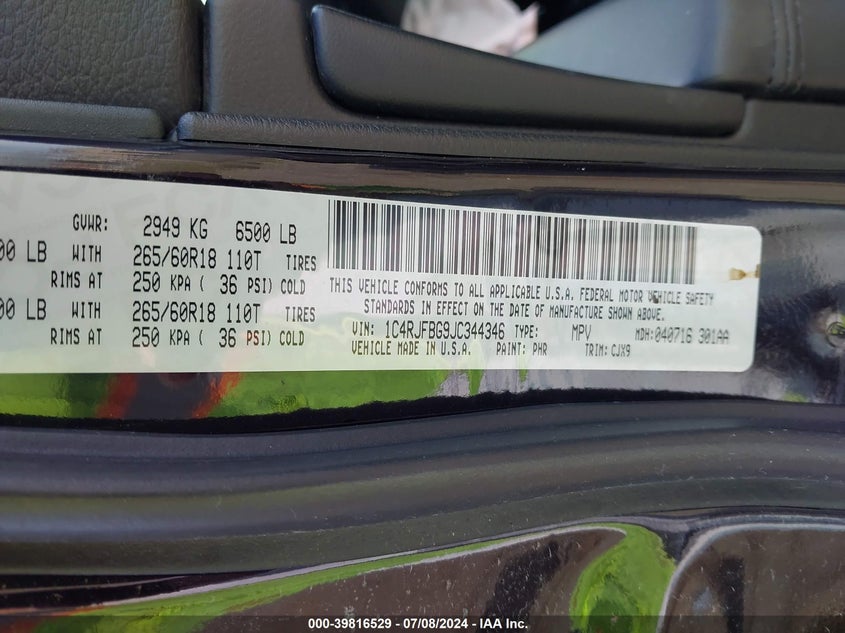 GVWR: 2949 KG 6500 LB
00 LB WITH 265/60R18 110T TIRES
RIMS AT 250 KPA ( 36 PSI) COLD
00 LB WITH 265/60R18 110T TIRES
RIMS AT 250 KPA ( 36 PSI) COLD
THIS VEHICLE CONFORMS TO ALL APPLICABLE U.S.A. FEDERAL MOTOR VEHICLE SAFETY
STANDARDS IN EFFECT ON THE DATE OF MANUFACTURE SHOWN ABOVE.
VIN: 1C4RJFBG9JC344346 TYPE: MPV MDH: 040716 301AA
VEHICLE MADE IN U.S.A. PAINT: PHR TRIM: CJX9
000-39816529 - 07/08/2024 - IAA Inc.